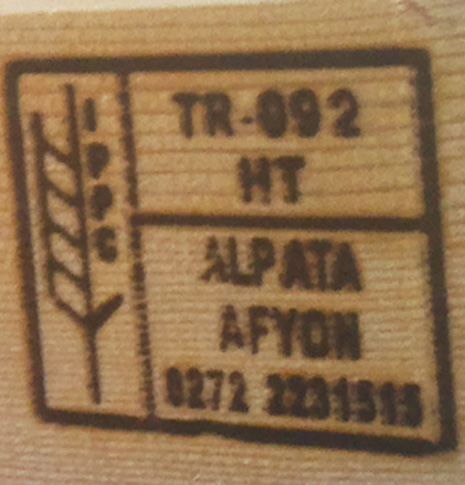 IPPC
TR-092
HT
ALPATA
AFYON
0272 2231515